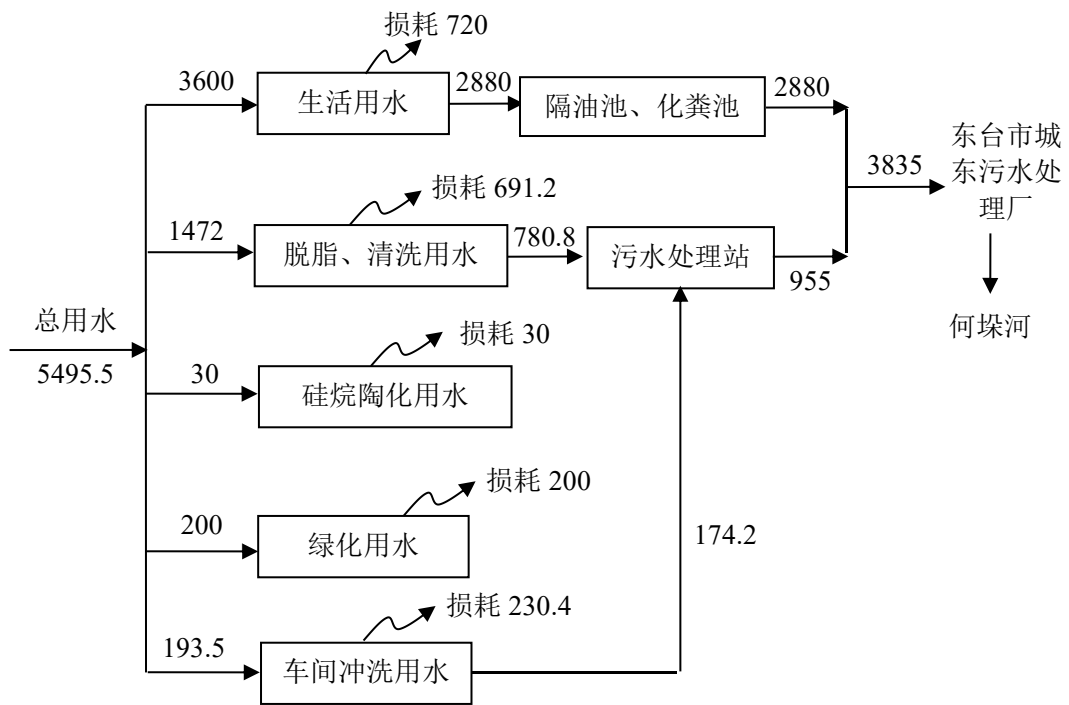 损耗 720
3600
生活用水
2880
隔油池、化粪池
2880
东台市城
东污水处
理厂
3835
损耗 691.2
1472
脱脂、清洗用水
780.8
污水处理站
955
何垛河
总用水
5495.5
损耗 30
30
硅烷陶化用水
损耗 200
200
绿化用水
174.2
损耗 230.4
193.5
车间冲洗用水